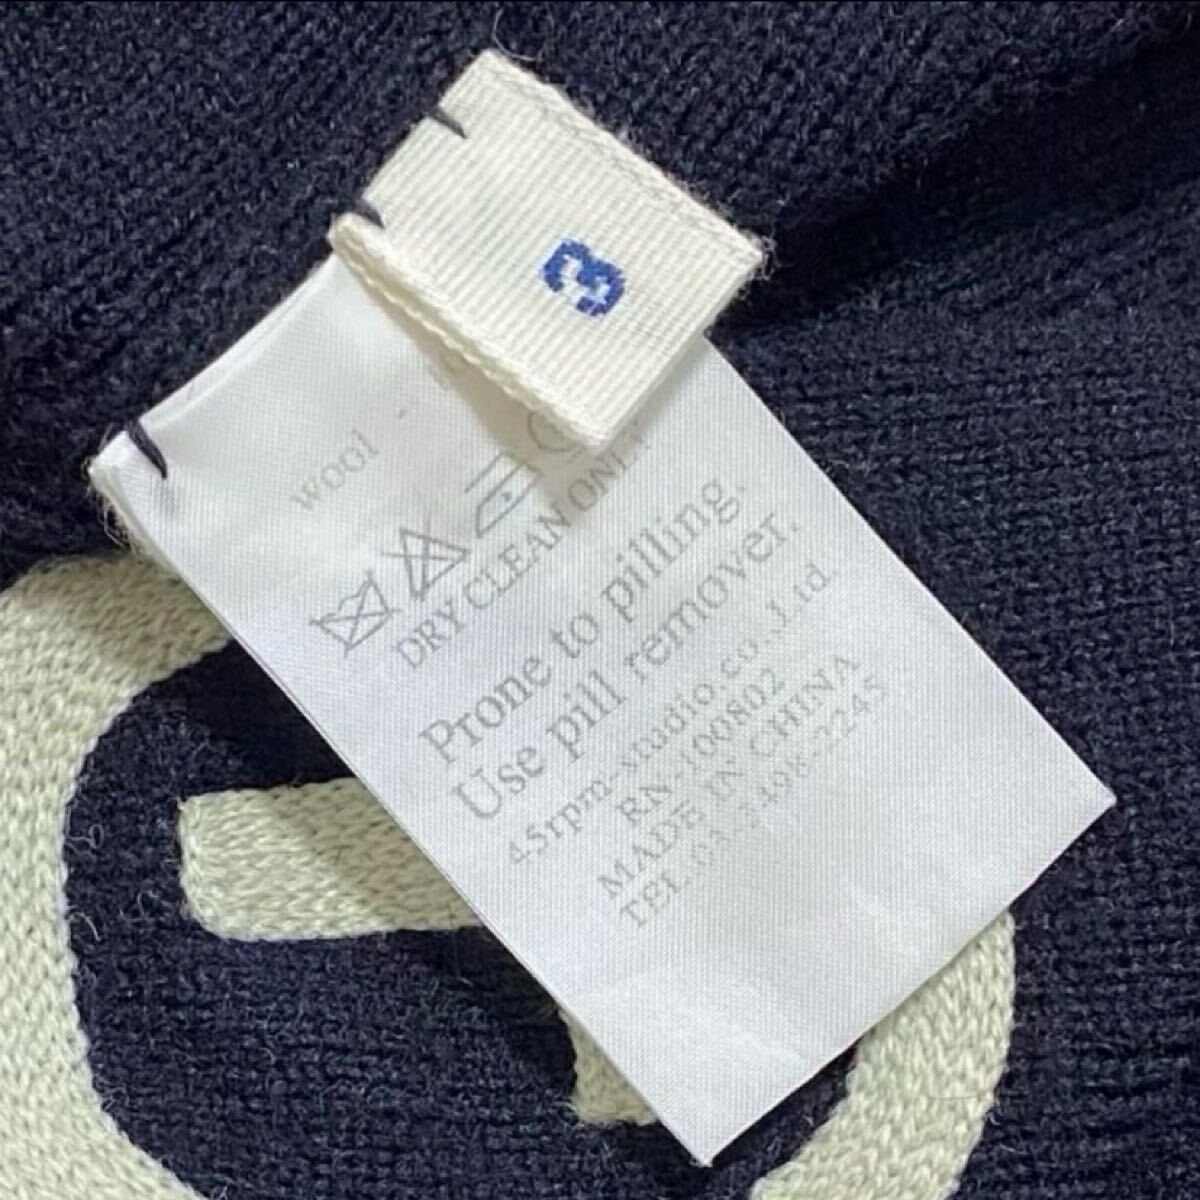 3
wool
DRY CLEAN ONLY
Prone to pilling.
Use pill remover.
45rpm-studio.co.,Ltd
RN-100802
MADE IN CHINA
TEL.03-3498-2245